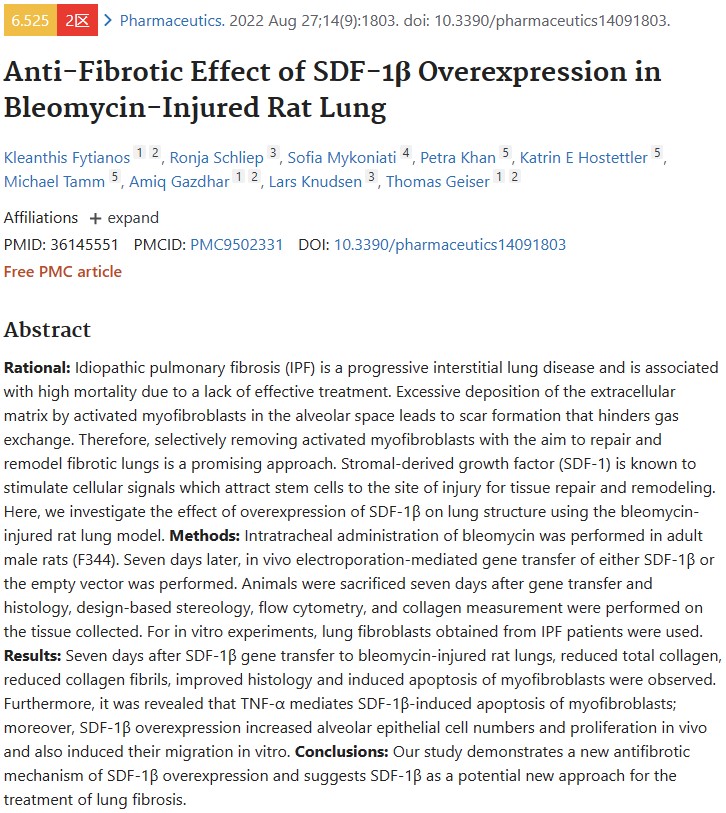 6.525 2区 > Pharmaceutics. 2022 Aug 27;14(9):1803. doi: 10.3390/pharmaceutics14091803.
Anti-Fibrotic Effect of SDF-1β Overexpression in
Bleomycin-Injured Rat Lung
Kleanthis Fytianos 1 2, Ronja Schliep 3, Sofia Mykoniati 4, Petra Khan 5, Katrin E Hostettler 5,
Michael Tamm 5, Amiq Gazdhar 1 2, Lars Knudsen 3, Thomas Geiser 1 2
Affiliations + expand
PMID: 36145551 PMCID: PMC9502331 DOI: 10.3390/pharmaceutics14091803
Free PMC article
Abstract
Rational: Idiopathic pulmonary fibrosis (IPF) is a progressive interstitial lung disease and is associated
with high mortality due to a lack of effective treatment. Excessive deposition of the extracellular
matrix by activated myofibroblasts in the alveolar space leads to scar formation that hinders gas
exchange. Therefore, selectively removing activated myofibroblasts with the aim to repair and
remodel fibrotic lungs is a promising approach. Stromal-derived growth factor (SDF-1) is known to
stimulate cellular signals which attract stem cells to the site of injury for tissue repair and remodeling.
Here, we investigate the effect of overexpression of SDF-1β on lung structure using the bleomycin-
injured rat lung model. Methods: Intratracheal administration of bleomycin was performed in adult
male rats (F344). Seven days later, in vivo electroporation-mediated gene transfer of either SDF-1β or
the empty vector was performed. Animals were sacrificed seven days after gene transfer and
histology, design-based stereology, flow cytometry, and collagen measurement were performed on
the tissue collected. For in vitro experiments, lung fibroblasts obtained from IPF patients were used.
Results: Seven days after SDF-1β gene transfer to bleomycin-injured rat lungs, reduced total collagen,
reduced collagen fibrils, improved histology and induced apoptosis of myofibroblasts were observed.
Furthermore, it was revealed that TNF-α mediates SDF-1β-induced apoptosis of myofibroblasts;
moreover, SDF-1β overexpression increased alveolar epithelial cell numbers and proliferation in vivo
and also induced their migration in vitro. Conclusions: Our study demonstrates a new antifibrotic
mechanism of SDF-1β overexpression and suggests SDF-1β as a potential new approach for the
treatment of lung fibrosis.